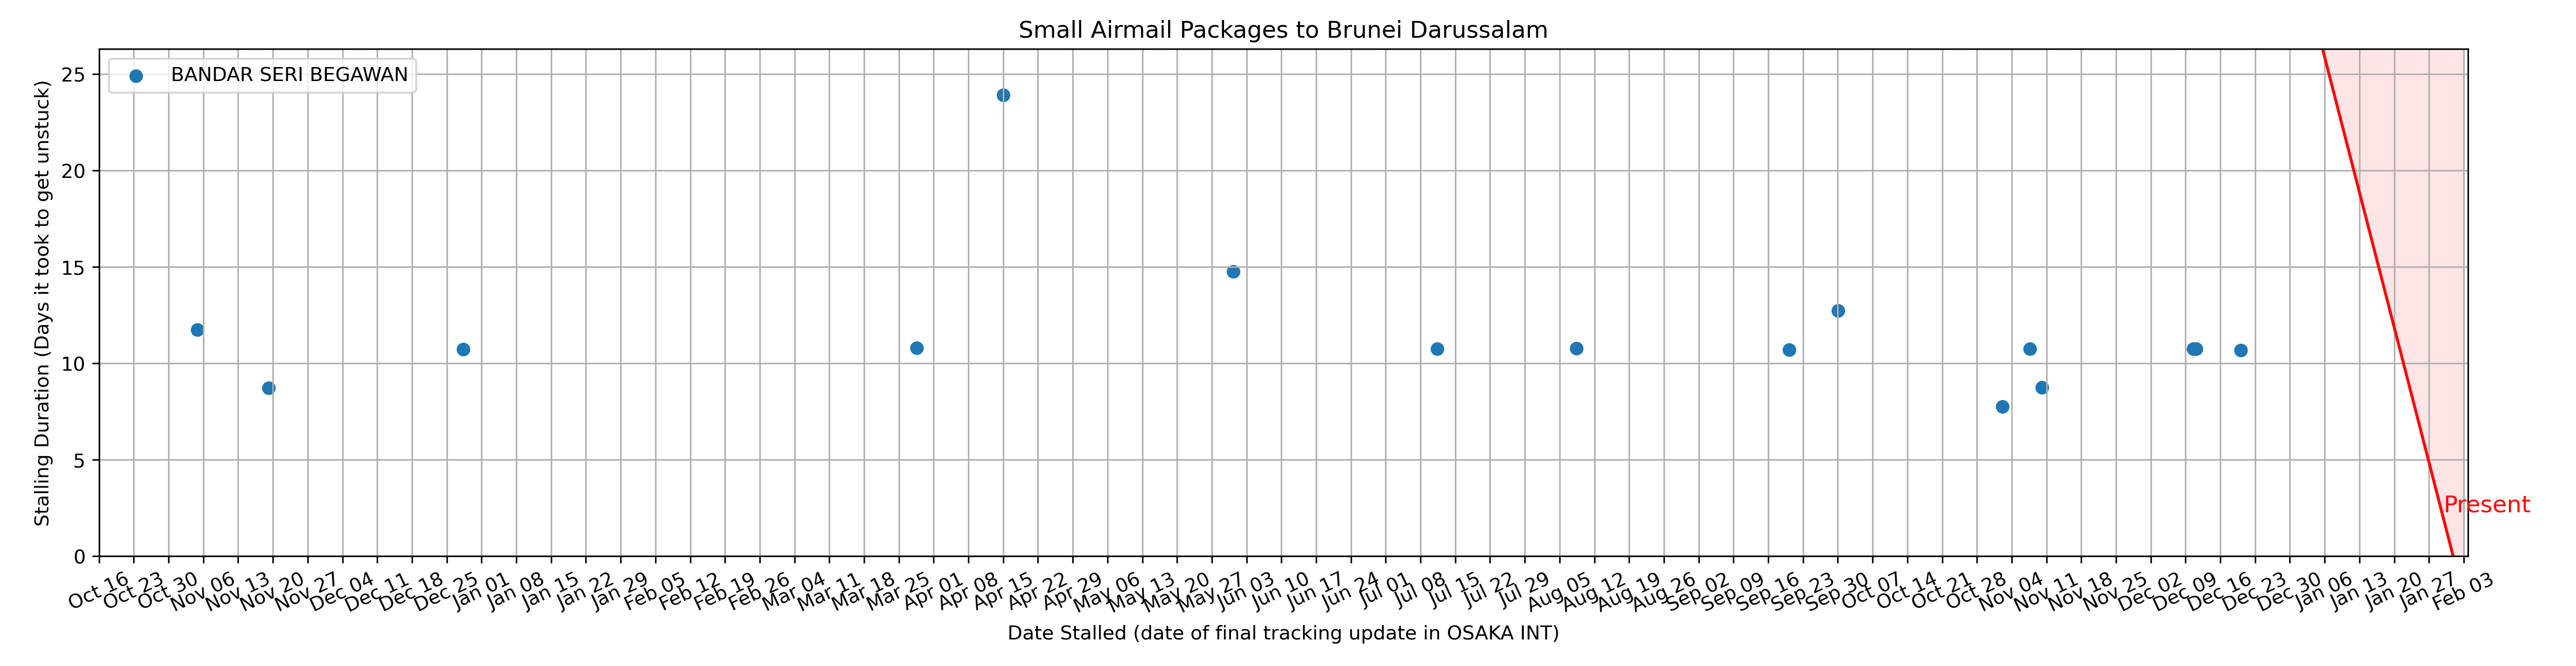 Small Airmail Packages to Brunei Darussalam
BANDAR SERI BEGAWAN
Stalling Duration (Days it took to get unstuck)
25
20
15
10
5
0
Present
Oct 16 Oct 23 Oct 30 Nov 06 Nov 13 Nov 20 Nov 27 Dec 04 Dec 11 Dec 18 Dec 25 Jan 01 Jan 08 Jan 15 Jan 22 Jan 29 Feb 05 Feb 12 Feb 19 Feb 26 Mar 04 Mar 11 Mar 18 Mar 25 Apr 01 Apr 08 Apr 15 Apr 22 Apr 29 May 06 May 13 May 20 May 27 Jun 03 Jun 10 Jun 17 Jun 24 Jul 01 Jul 08 Jul 15 Jul 22 Jul 29 Aug 05 Aug 12 Aug 19 Aug 26 Sep 02 Sep 09 Sep 16 Sep 23 Sep 30 Oct 07 Oct 14 Oct 21 Oct 28 Nov 04 Nov 11 Nov 18 Nov 25 Dec 02 Dec 09 Dec 16 Dec 23 Dec 30 Jan 06 Jan 13 Jan 20 Jan 27 Feb 03
Date Stalled (date of final tracking update in OSAKA INT)